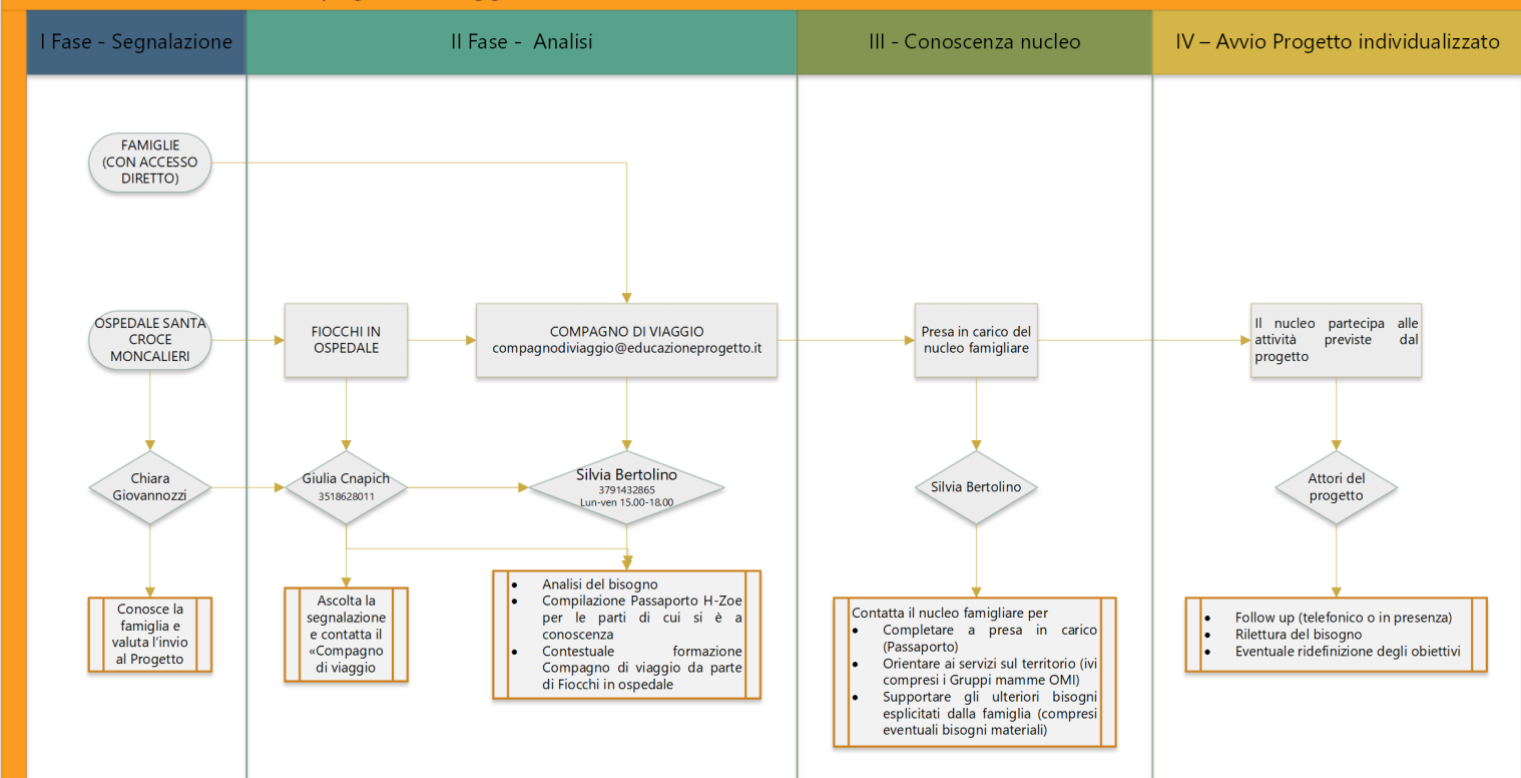 I Fase - Segnalazione
II Fase - Analisi
III - Conoscenza nucleo
IV – Avvio Progetto individualizzato
FAMIGLIE
(CON ACCESSO
DIRETTO)
OSPEDALE SANTA
CROCE
MONCALIERI
FIOCCHI IN
OSPEDALE
COMPAGNO DI VIAGGIO
compagnodiviaggio@educazioneprogetto.it
Presa in carico del
nucleo famigliare
Il nucleo partecipa alle
attività previste dal
progetto
Chiara
Giovannozzi
Giulia Cnapich
3518628011
Silvia Bertolino
3791432865
Lun-ven 15.00-18.00
Silvia Bertolino
Attori del
progetto
Conosce la
famiglia e
valuta l'invio
al Progetto
Ascolta la
segnalazione
e contatta il
«Compagno
di viaggio
• Analisi del bisogno
• Compilazione Passaporto H-Zoe
per le parti di cui si è a
conoscenza
• Contestuale formazione
Compagno di viaggio da parte
di Fiocchi in ospedale
Contatta il nucleo famigliare per
• Completare a presa in carico
(Passaporto)
• Orientare ai servizi sul territorio (ivi
compresi i Gruppi mamme OMI)
• Supportare gli ulteriori bisogni
esplicitati dalla famiglia (compresi
eventuali bisogni materiali)
• Follow up (telefonico o in presenza)
• Rilettura del bisogno
• Eventuale ridefinizione degli obiettivi